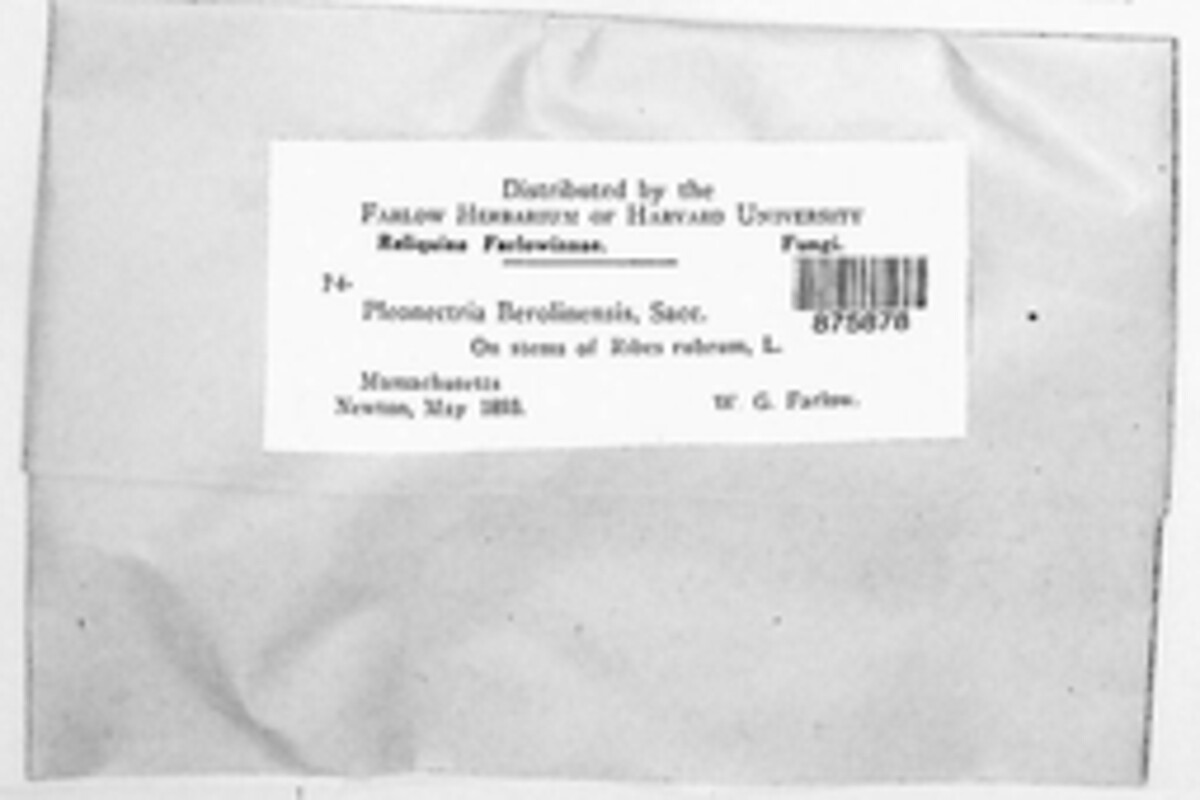 Distributed by the
FARLOW HERBARIUM OF HARVARD UNIVERSITY
Reliquiae Farlowianae. Fungi.
875878
Pleonectria Berolinensis, Sacc.
On stems of Ribes rubrum, L.
Massachusetts
Newton, May
W. G. Farlow.